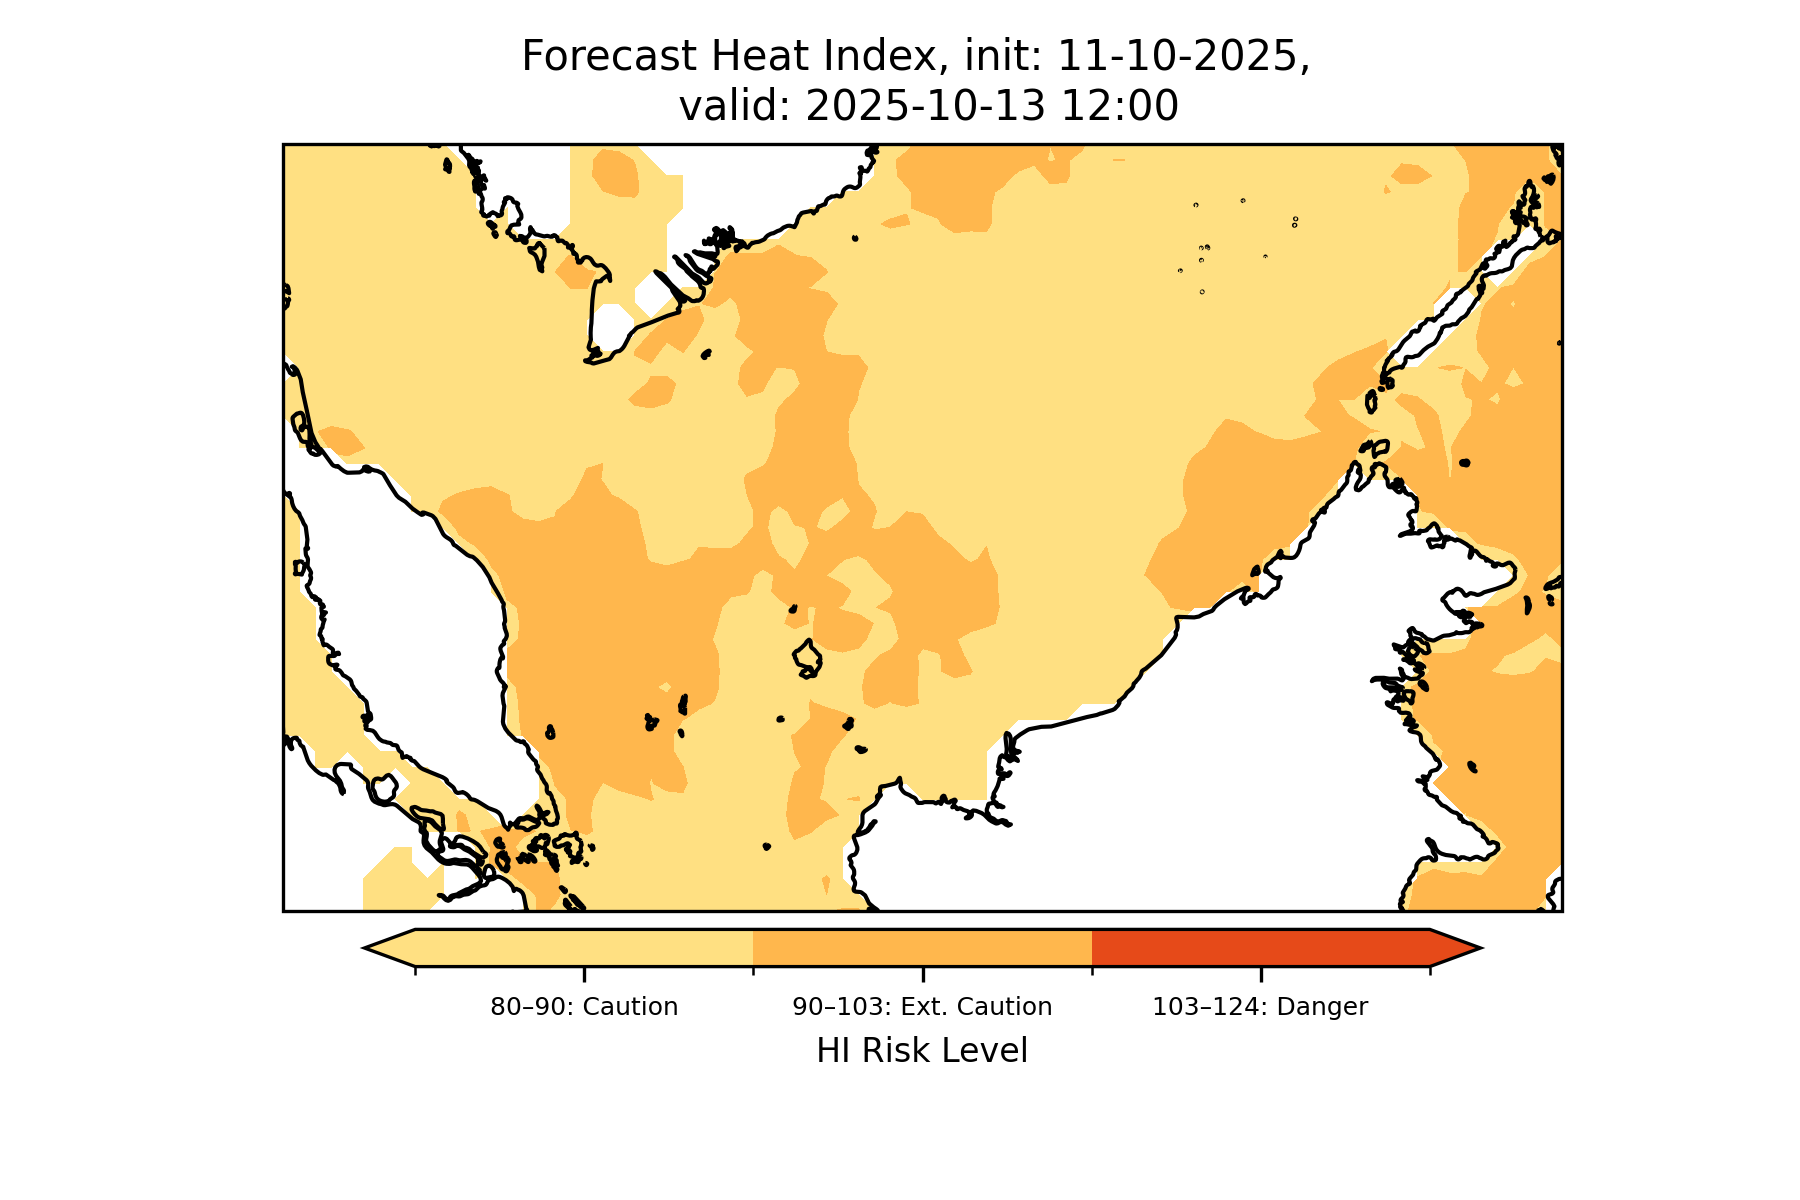 Forecast Heat Index, init: 11-10-2025,
valid: 2025-10-13 12:00
80–90: Caution
90–103: Ext. Caution
103–124: Danger
HI Risk Level